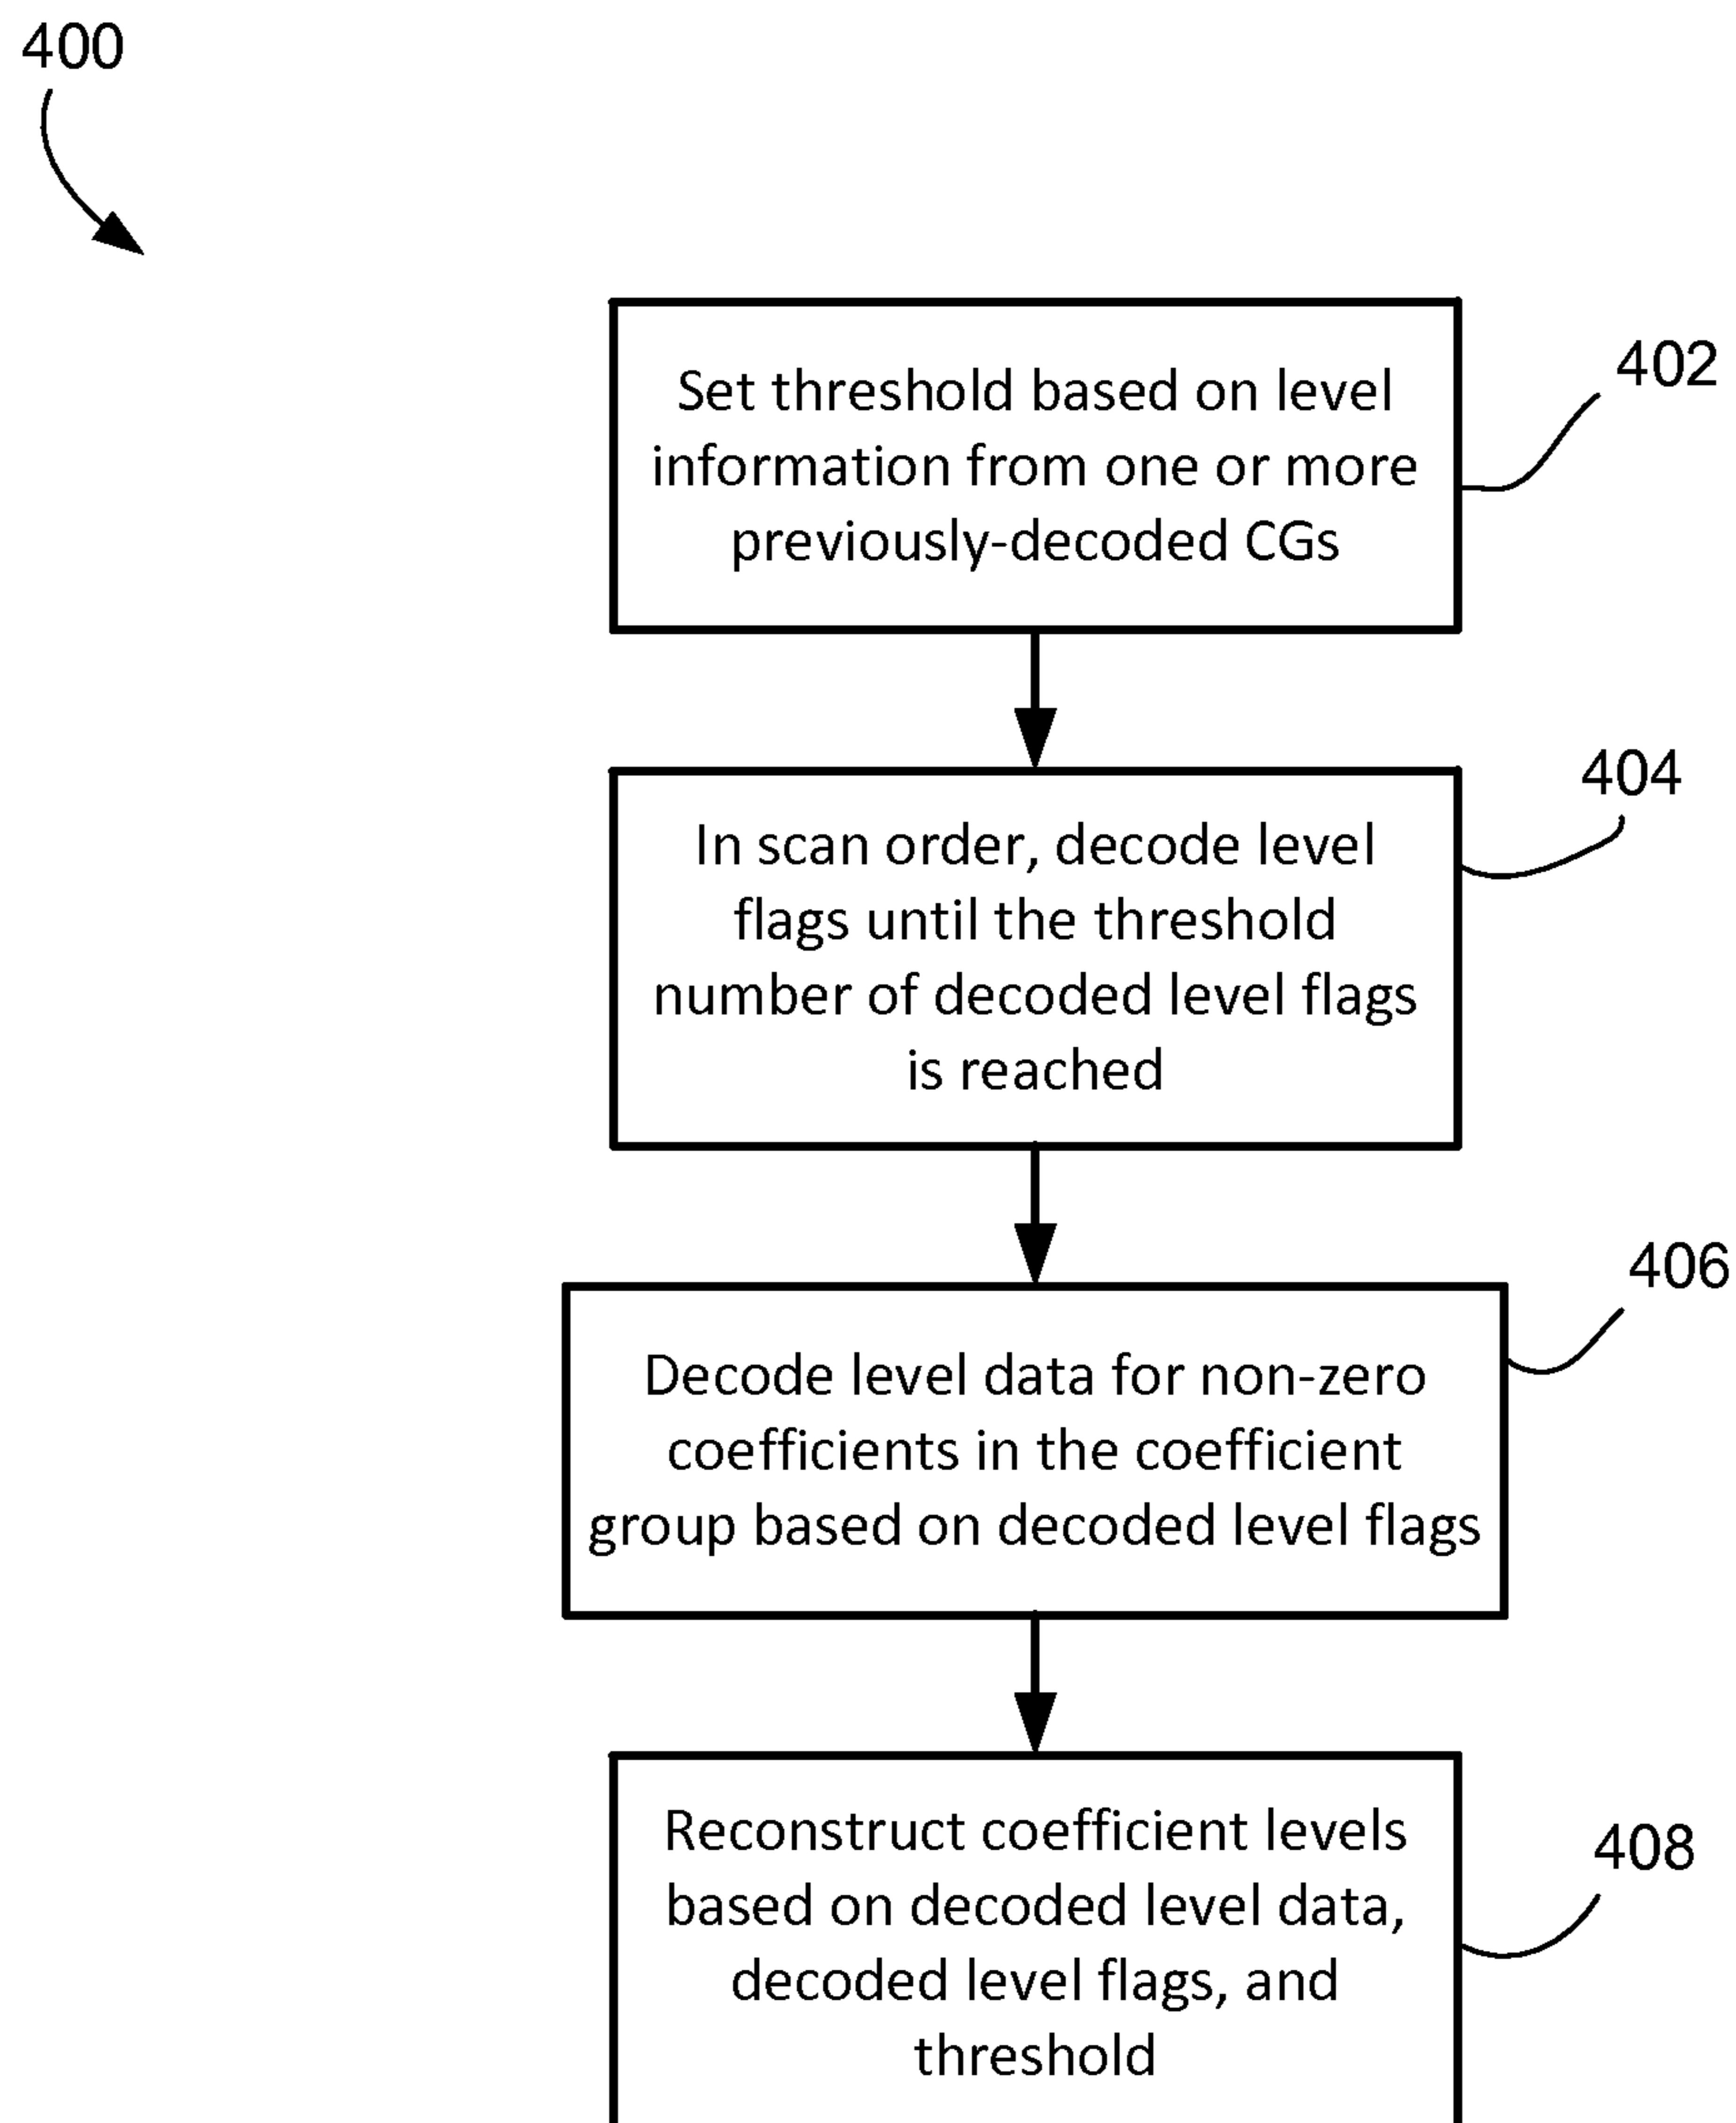 400
Set threshold based on level
information from one or more
previously-decoded CGs
402
In scan order, decode level
flags until the threshold
number of decoded level flags
is reached
404
Decode level data for non-zero
coefficients in the coefficient
group based on decoded level flags
406
Reconstruct coefficient levels
based on decoded level data,
decoded level flags, and
threshold
408